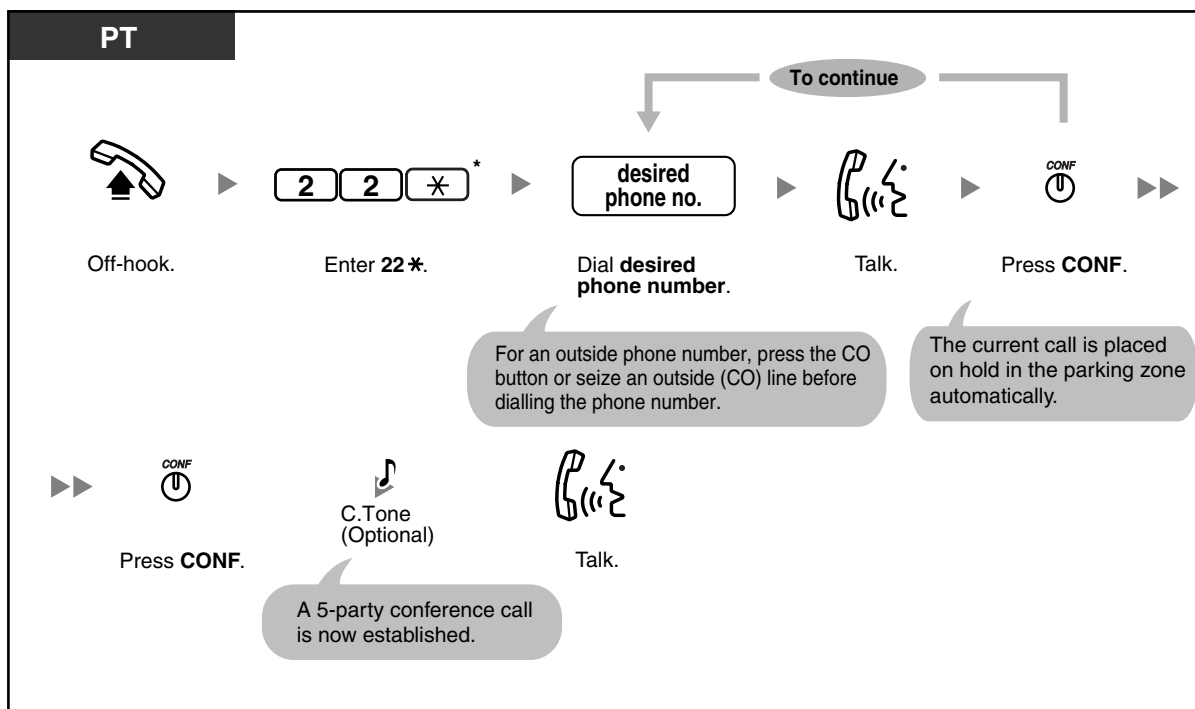 PT
To continue
2 2 ✳ *
desired
phone no.
CONF
Off-hook.
Enter 22✳.
Dial desired
phone number.
Talk.
Press CONF.
For an outside phone number, press the CO
button or seize an outside (CO) line before
dialling the phone number.
The current call is placed
on hold in the parking zone
automatically.
CONF
C.Tone
(Optional)
Press CONF.
Talk.
A 5-party conference call
is now established.